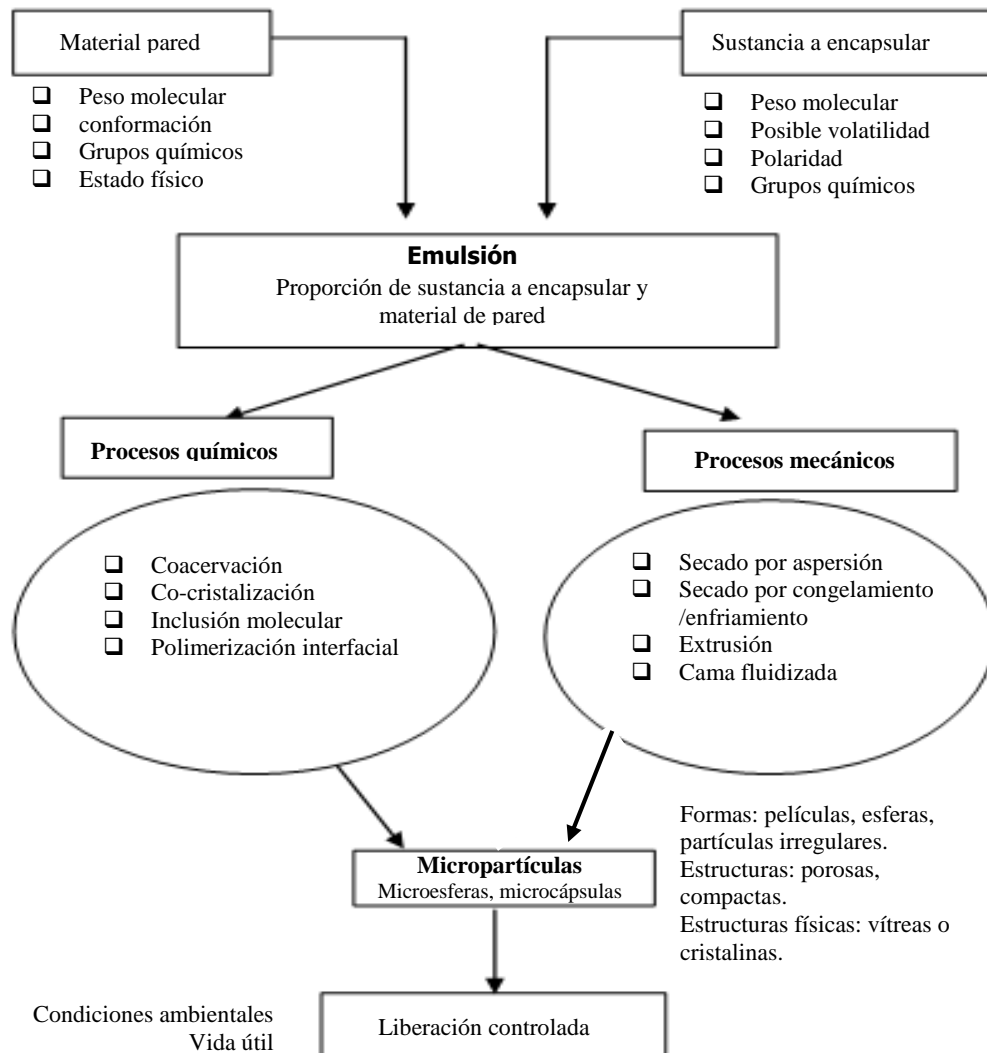 Material pared
Sustancia a encapsular
❑ Peso molecular
❑ conformación
❑ Grupos químicos
❑ Estado físico
❑ Peso molecular
❑ Posible volatilidad
❑ Polaridad
❑ Grupos químicos
Emulsión
Proporción de sustancia a encapsular y
material de pared
Procesos químicos
Procesos mecánicos
❑ Coacervación
❑ Co-cristalización
❑ Inclusión molecular
❑ Polimerización interfacial
❑ Secado por aspersión
❑ Secado por congelamiento
/enfriamiento
❑ Extrusión
❑ Cama fluidizada
Micropartículas
Microesferas, microcápsulas
Formas: películas, esferas,
partículas irregulares.
Estructuras: porosas,
compactas.
Estructuras físicas: vítreas o
cristalinas.
Condiciones ambientales
Vida útil
Liberación controlada